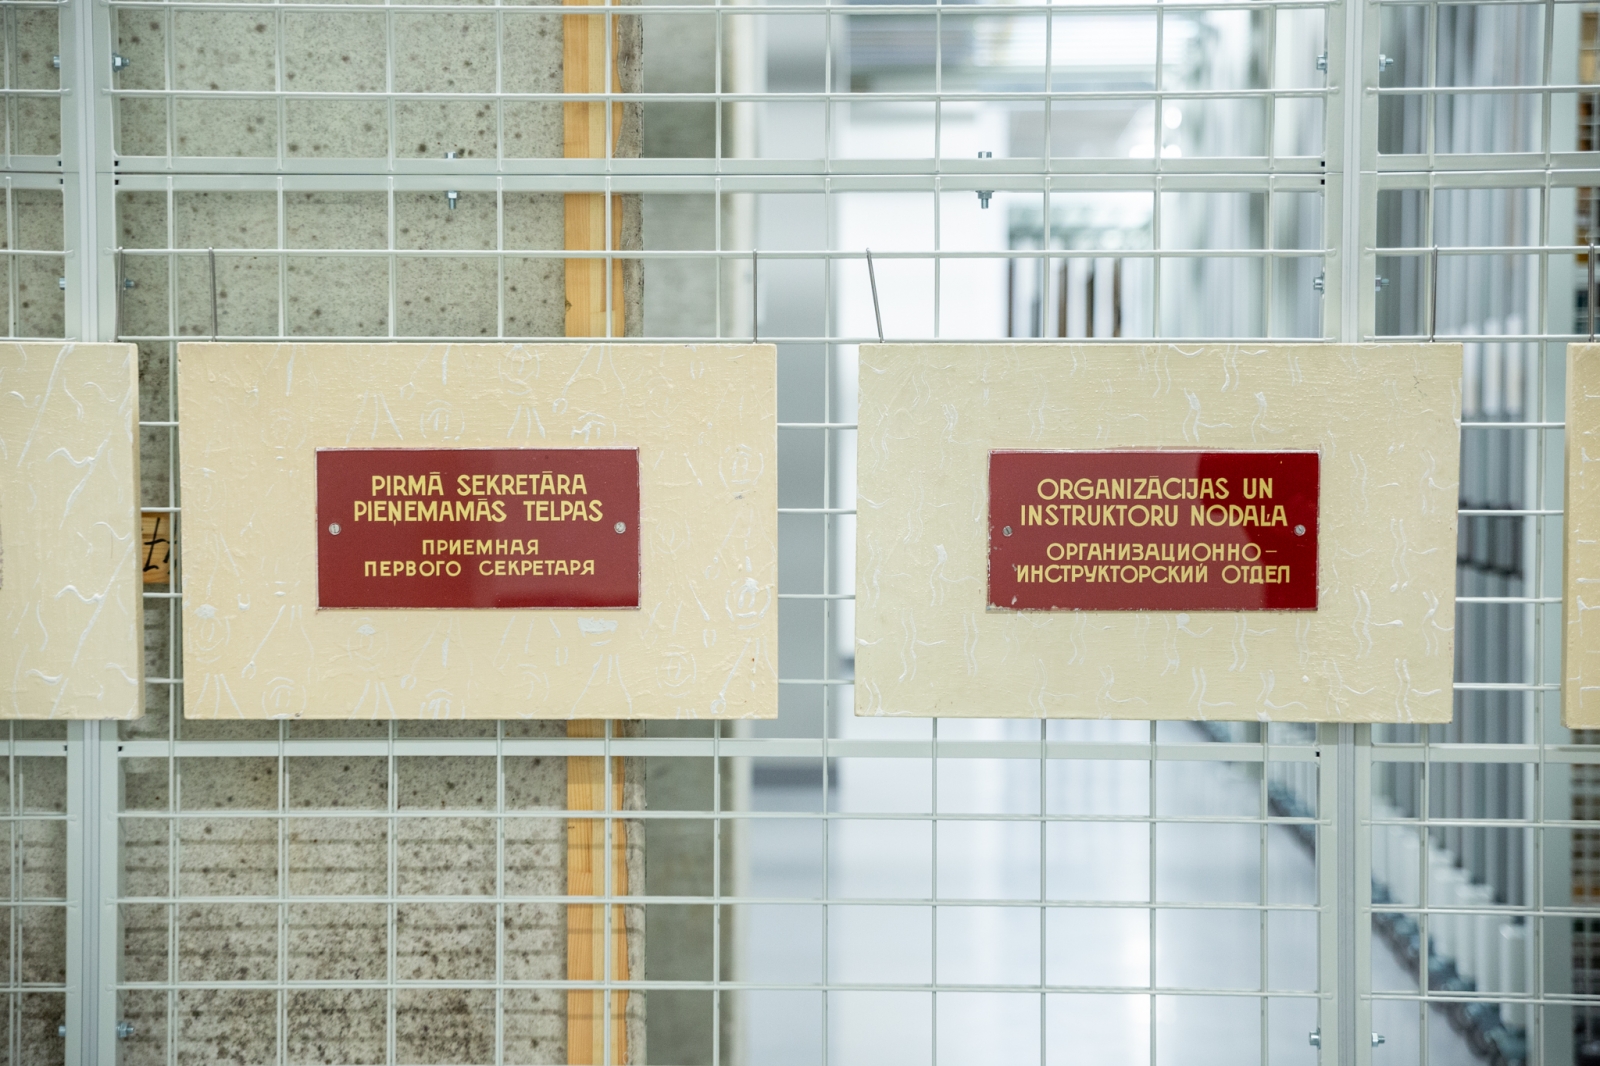 PIRMĀ SEKRETĀRA
PIEŅEMAMĀS TELPAS
ПРИЕМНАЯ
ПЕРВОГО СЕКРЕТАРЯ
ORGANIZĀCIJAS UN
INSTRUKTORU NODAĻA
ОРГАНИЗАЦИОННО–
ИНСТРУКТОРСКИЙ ОТДЕЛ